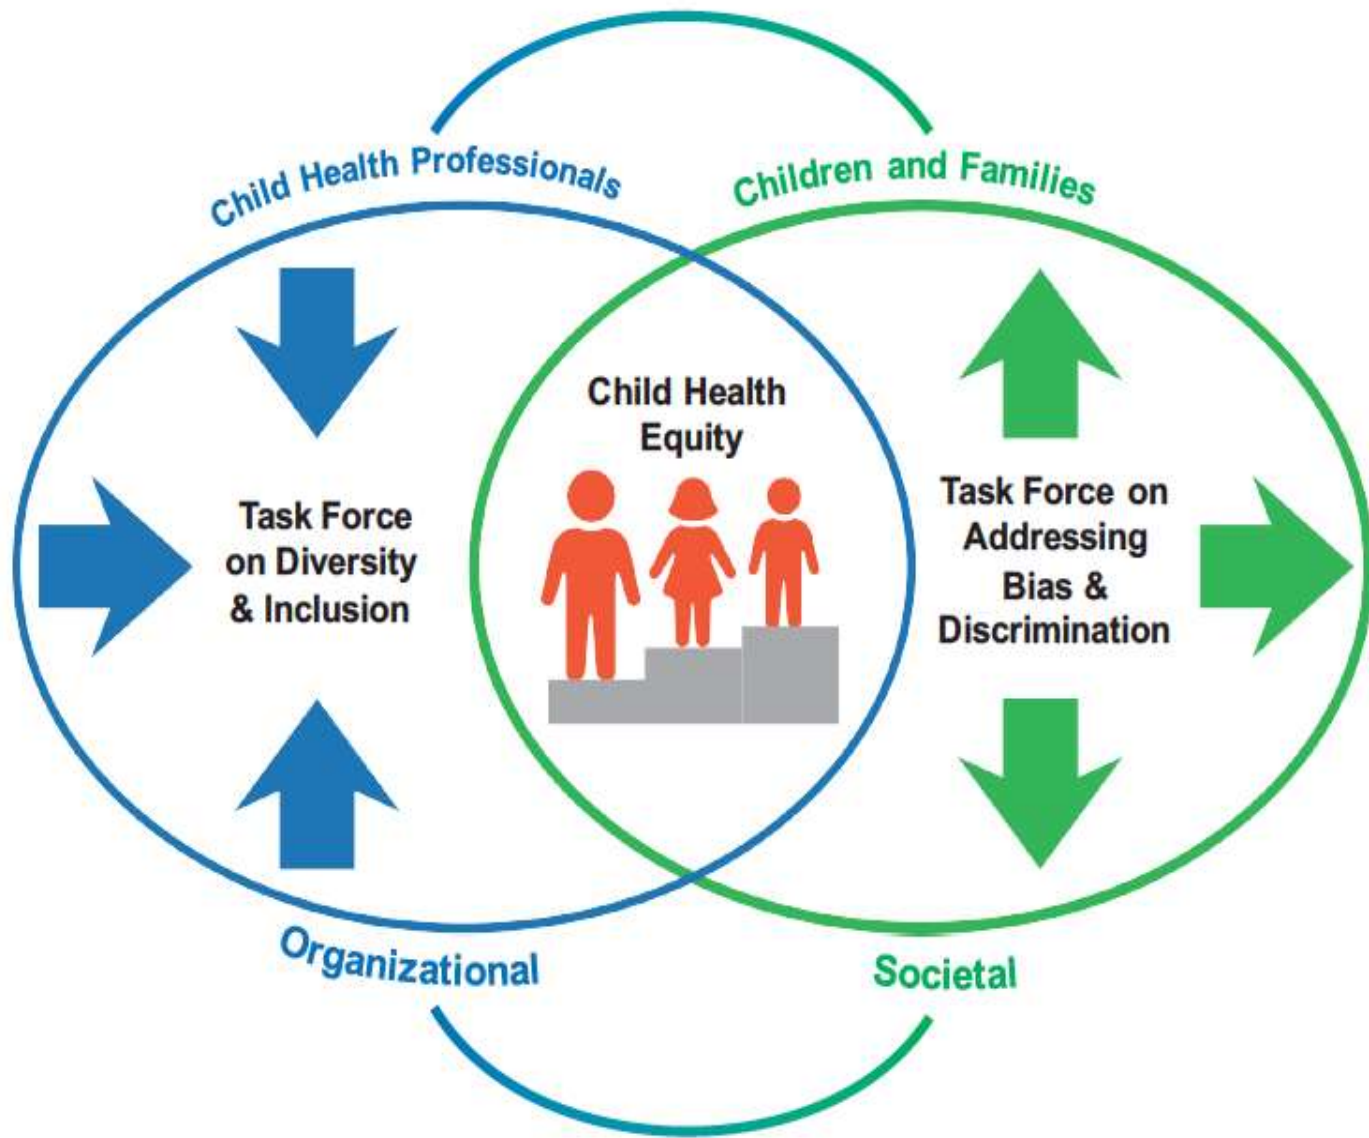 Child Health Professionals
Children and Families
Child Health
Equity
Task Force
on Diversity
& Inclusion
Task Force on
Addressing
Bias &
Discrimination
Organizational
Societal